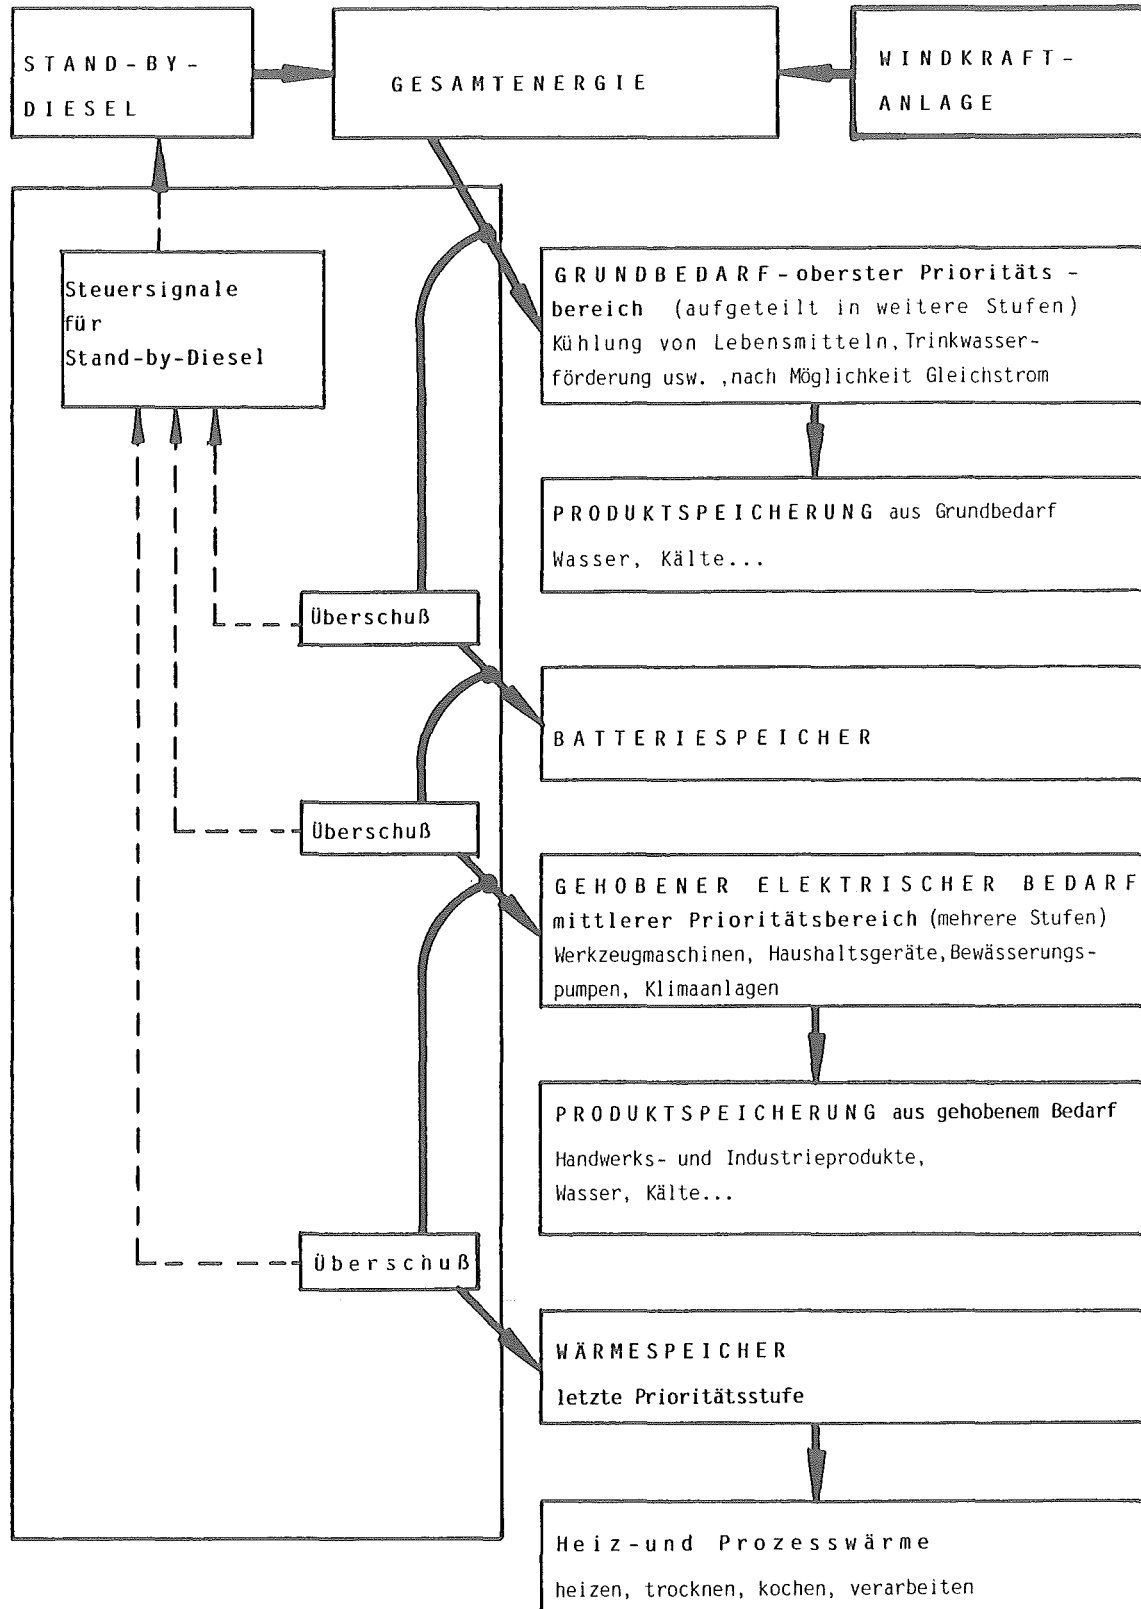 STAND-BY-
DIESEL
GESAMTENERGIE
WINDKRAFT-
ANLAGE
Steuersignale
für
Stand-by-Diesel
GRUNDBEDARF-oberster Prioritäts-
bereich (aufgeteilt in weitere Stufen)
Kühlung von Lebensmitteln, Trinkwasser-
förderung usw. ,nach Möglichkeit Gleichstrom
PRODUKTSPEICHERUNG aus Grundbedarf
Wasser, Kälte...
Überschuß
BATTERIESPEICHER
Überschuß
GEHOBENER ELEKTRISCHER BEDARF
mittlerer Prioritätsbereich (mehrere Stufen)
Werkzeugmaschinen, Haushaltsgeräte, Bewässerungs-
pumpen, Klimaanlagen
PRODUKTSPEICHERUNG aus gehobenem Bedarf
Handwerks- und Industrieprodukte,
Wasser, Kälte...
Überschuß
WÄRMESPEICHER
letzte Prioritätsstufe
Heiz-und Prozesswärme
heizen, trocknen, kochen, verarbeiten